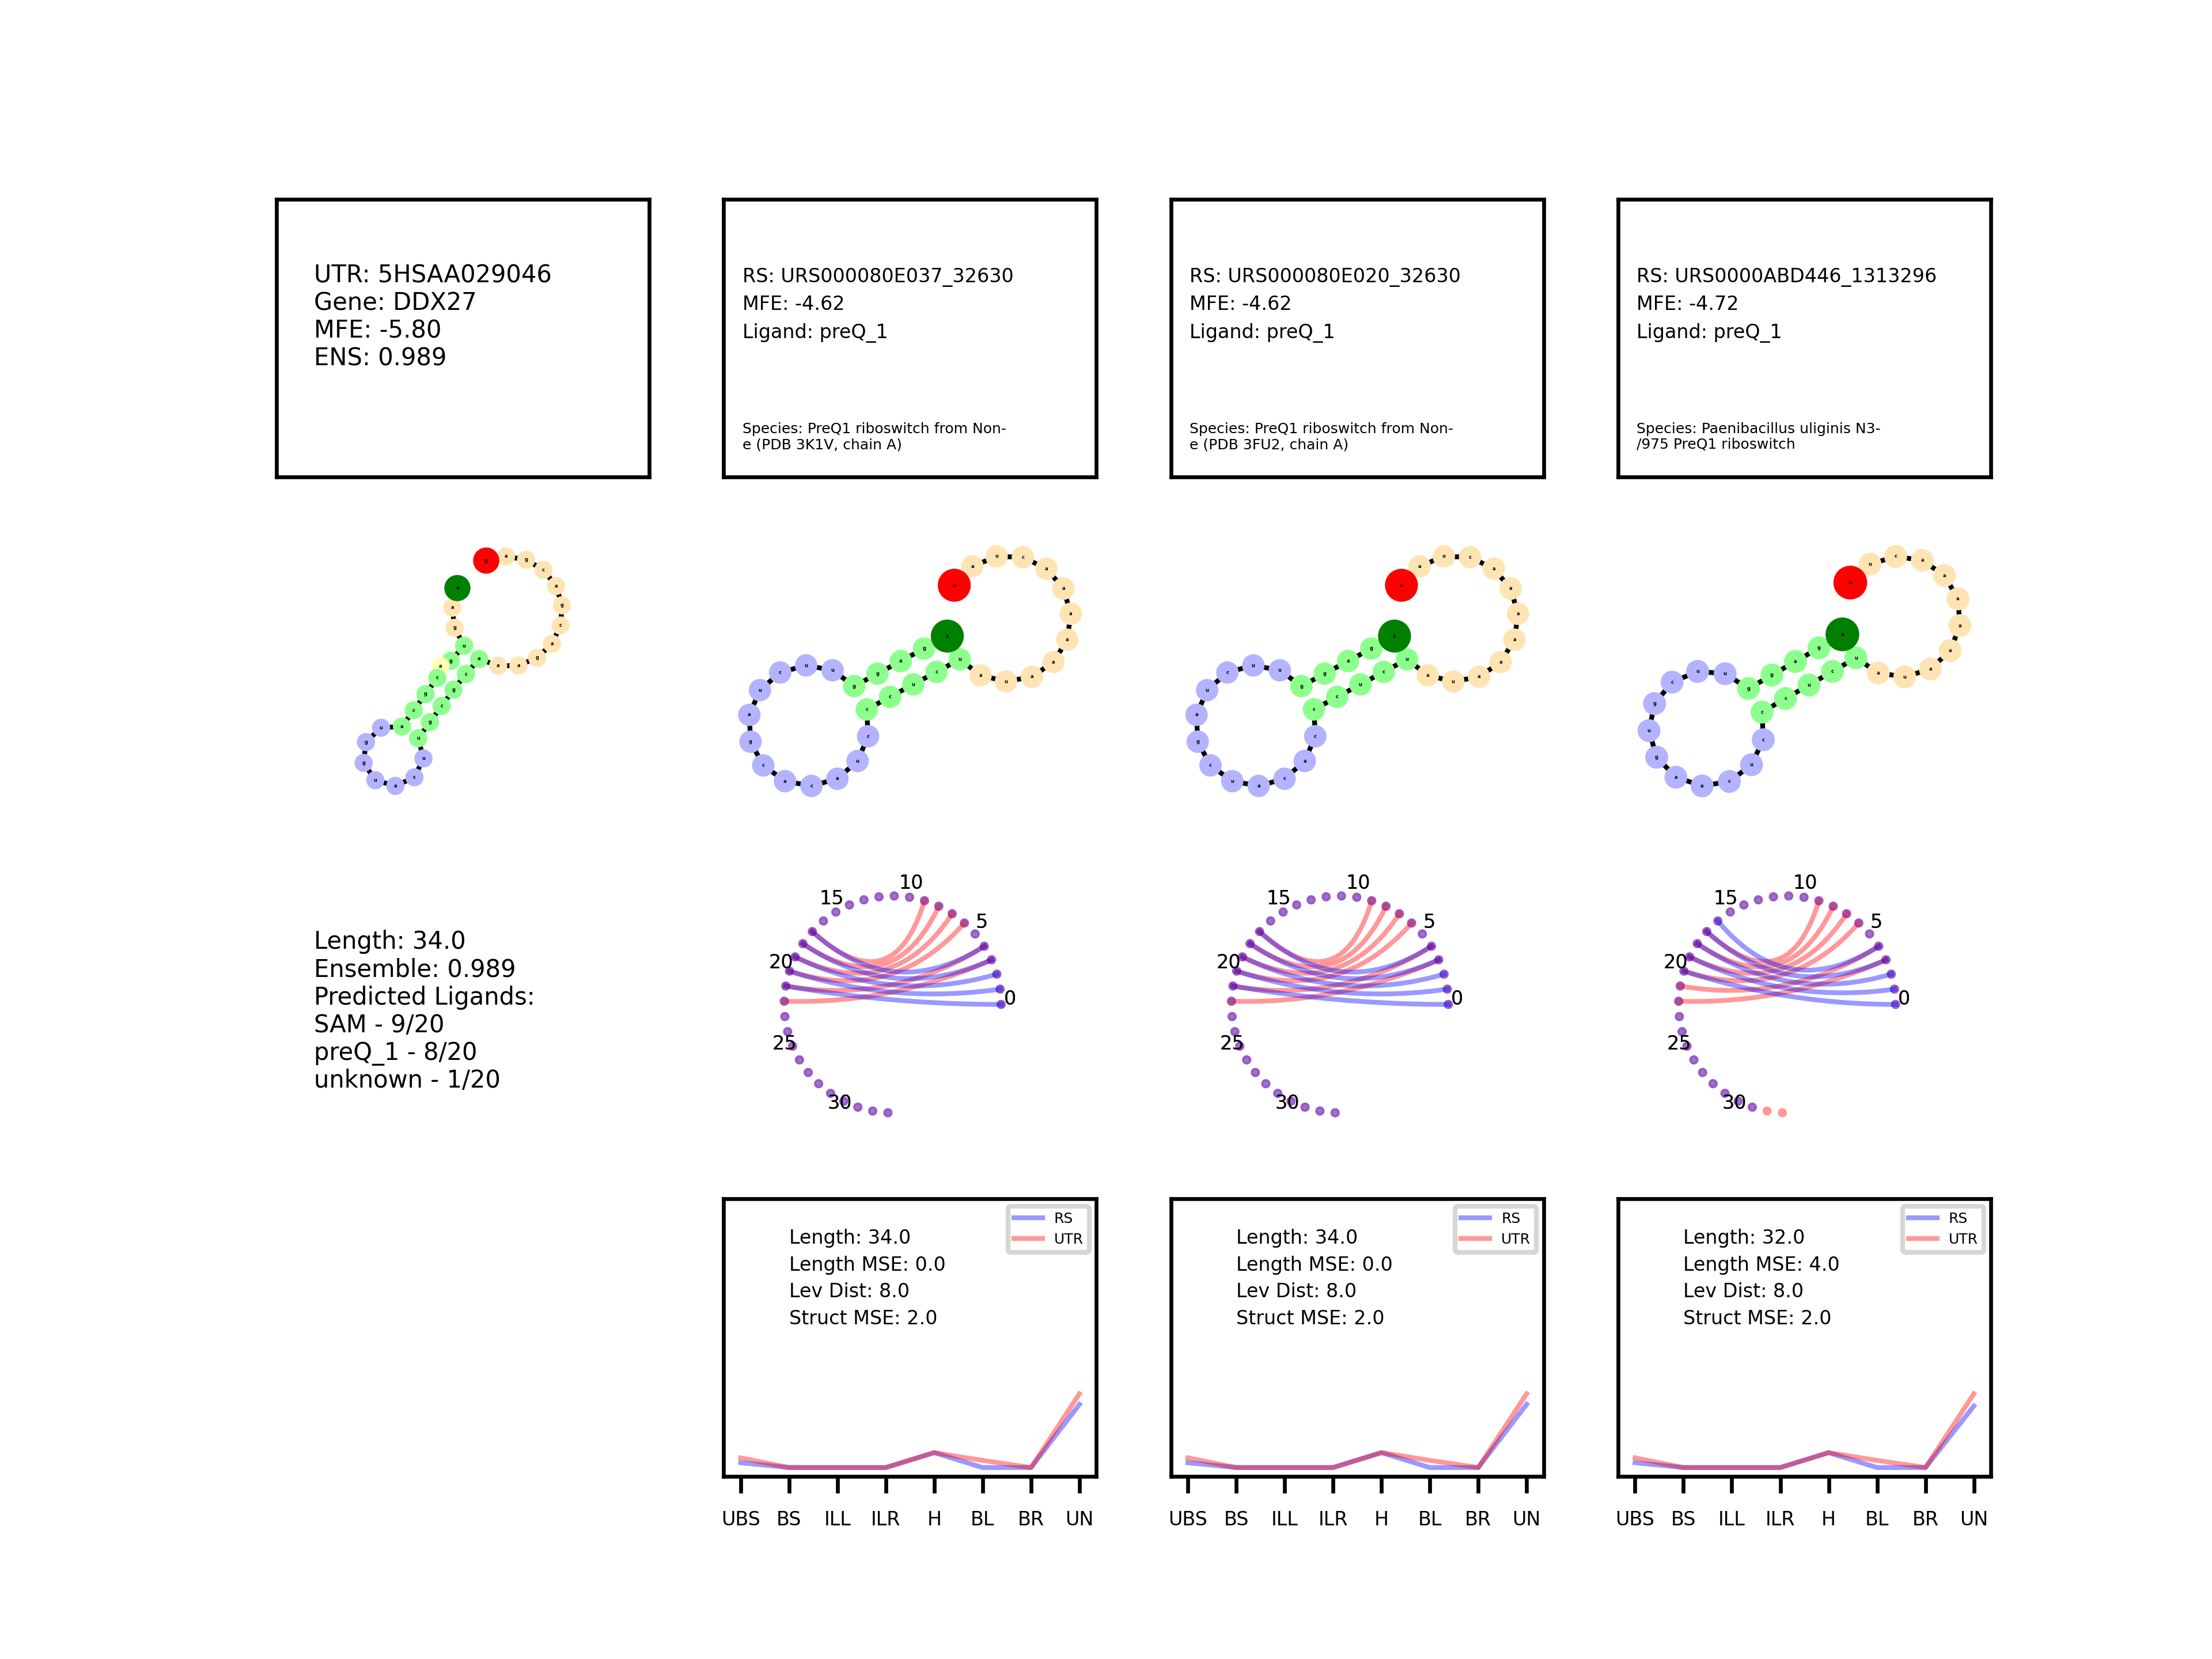 UTR: 5HSAA029046
Gene: DDX27
MFE: -5.80
ENS: 0.989
RS: URS000080E037_32630
MFE: -4.62
Ligand: preQ_1
Species: PreQ1 riboswitch from Non-
e (PDB 3K1V, chain A)
RS: URS000080E020_32630
MFE: -4.62
Ligand: preQ_1
Species: PreQ1 riboswitch from Non-
e (PDB 3FU2, chain A)
RS: URS0000ABD446_1313296
MFE: -4.72
Ligand: preQ_1
Species: Paenibacillus uliginis N3-
/975 PreQ1 riboswitch
Length: 34.0
Ensemble: 0.989
Predicted Ligands:
SAM - 9/20
preQ_1 - 8/20
unknown - 1/20
0
5
10
15
20
25
30
0
5
10
15
20
25
30
0
5
10
15
20
25
30
RS
UTR
Length: 34.0
Length MSE: 0.0
Lev Dist: 8.0
Struct MSE: 2.0
UBS BS ILL ILR H BL BR UN
RS
UTR
Length: 34.0
Length MSE: 0.0
Lev Dist: 8.0
Struct MSE: 2.0
UBS BS ILL ILR H BL BR UN
RS
UTR
Length: 32.0
Length MSE: 4.0
Lev Dist: 8.0
Struct MSE: 2.0
UBS BS ILL ILR H BL BR UN